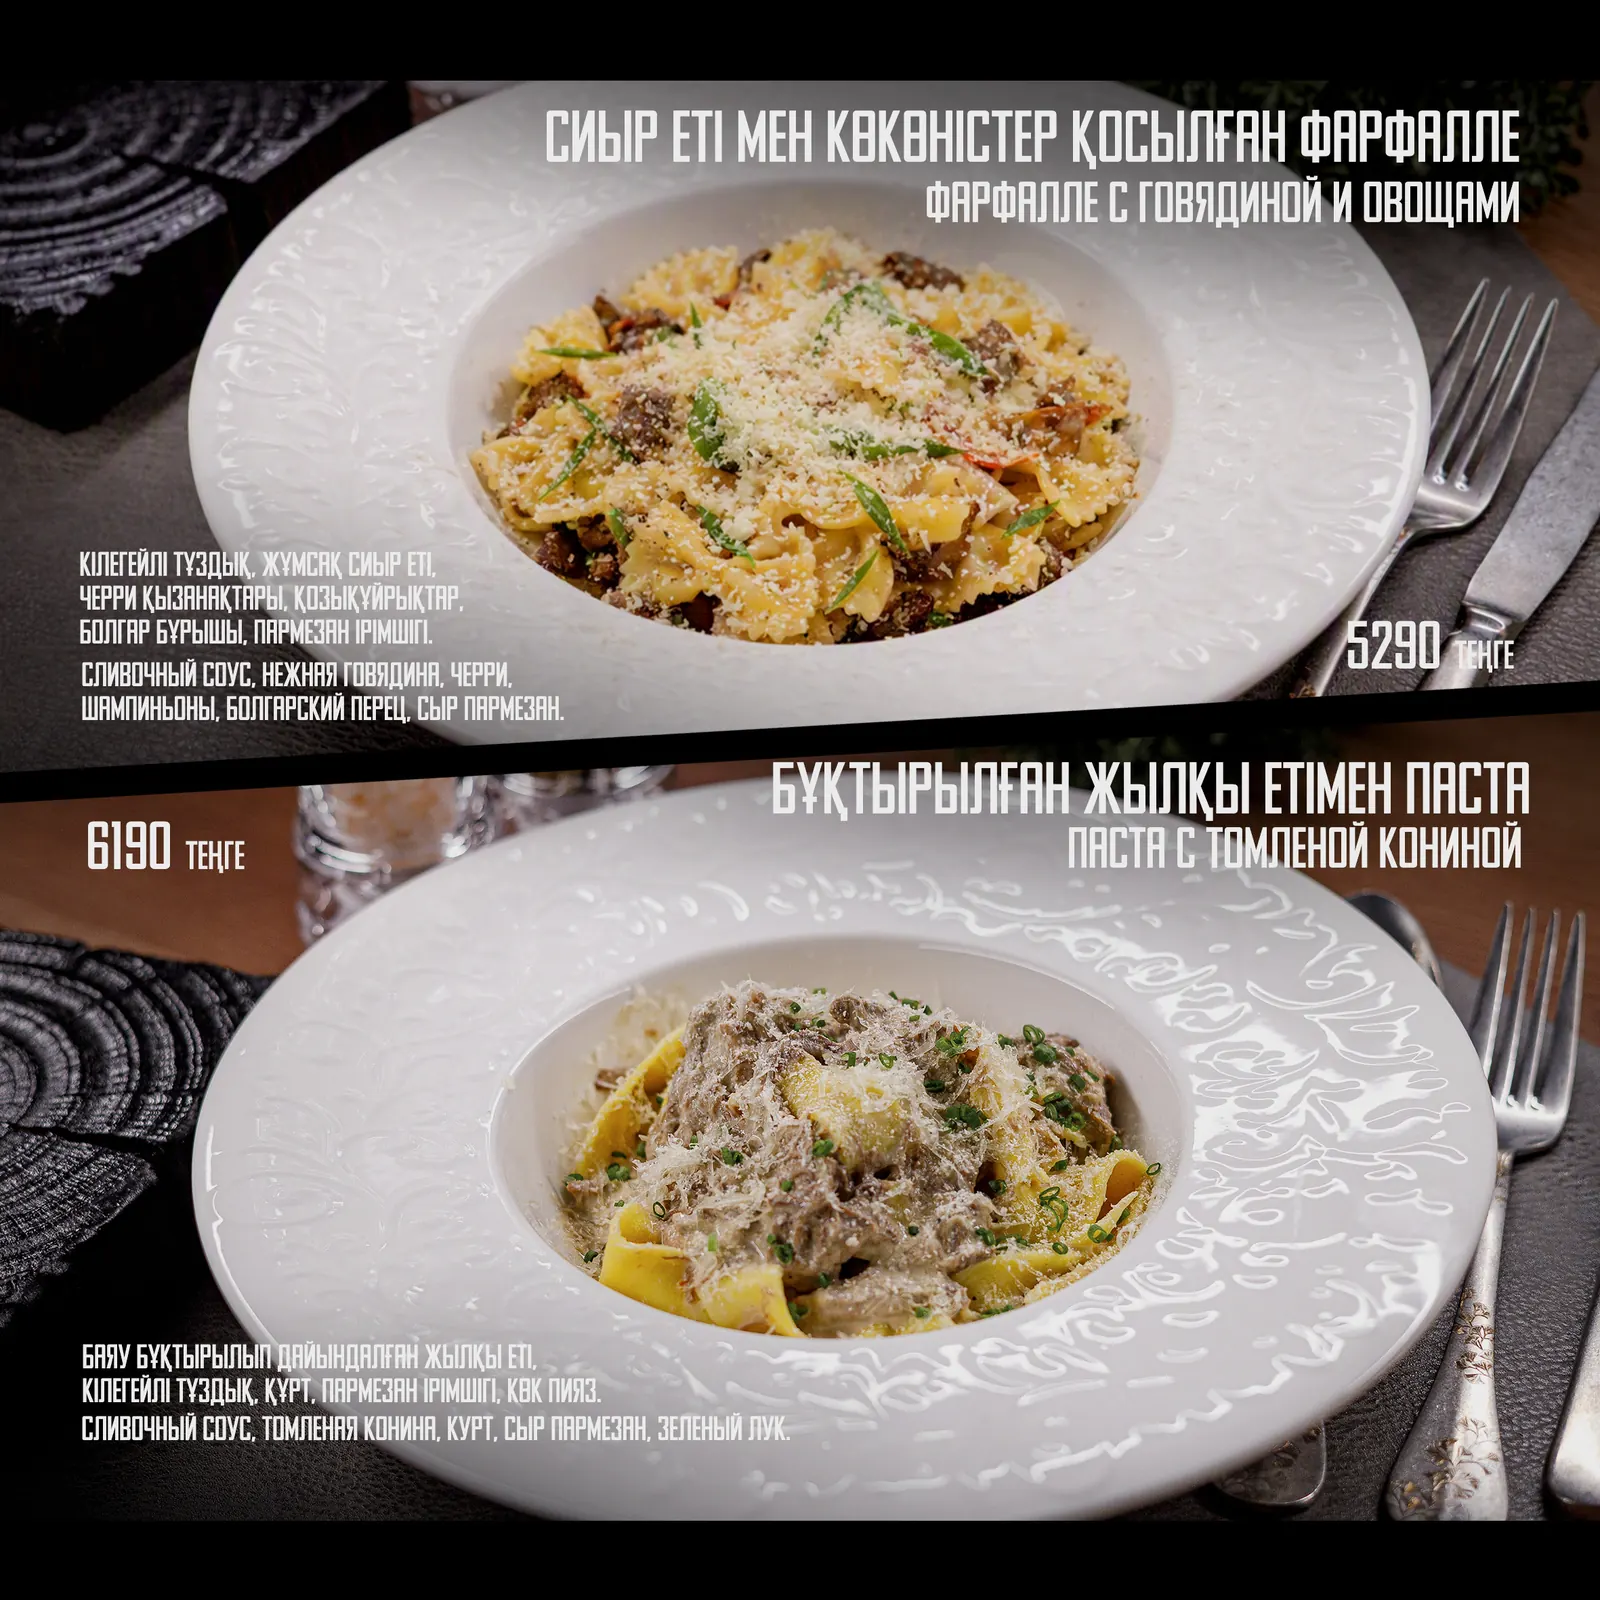 СИЫР ЕТІ МЕН КӨКӨНІСТЕР ҚОСЫЛҒАН ФАРФАЛЛЕ
ФАРФАЛЛЕ С ГОВЯДИНОЙ И ОВОЩАМИ
КІЛЕГЕЙЛІ ТҰЗДЫҚ, ЖҰМСАҚ СИЫР ЕТІ,
ЧЕРРИ ҚЫЗАНАҚТАРЫ, ҚОЗЫҚҰЙРЫҚТАР,
БОЛГАР БҰРЫШЫ, ПАРМЕЗАН ІРІМШІГІ.
СЛИВОЧНЫЙ СОУС, НЕЖНАЯ ГОВЯДИНА, ЧЕРРИ,
ШАМПИНЬОНЫ, БОЛГАРСКИЙ ПЕРЕЦ, СЫР ПАРМЕЗАН.
5290 ТЕҢГЕ
БҰҚТЫРЫЛҒАН ЖЫЛҚЫ ЕТІМЕН ПАСТА
ПАСТА С ТОМЛЕНОЙ КОНИНОЙ
6190 ТЕҢГЕ
БАЯУ БҰҚТЫРЫЛЫП ДАЙЫНДАЛҒАН ЖЫЛҚЫ ЕТІ,
КІЛЕГЕЙЛІ ТҰЗДЫҚ, ҚҰРТ, ПАРМЕЗАН ІРІМШІГІ, КӨК ПИЯЗ.
СЛИВОЧНЫЙ СОУС, ТОМЛЕНАЯ КОНИНА, КУРТ, СЫР ПАРМЕЗАН, ЗЕЛЕНЫЙ ЛУК.